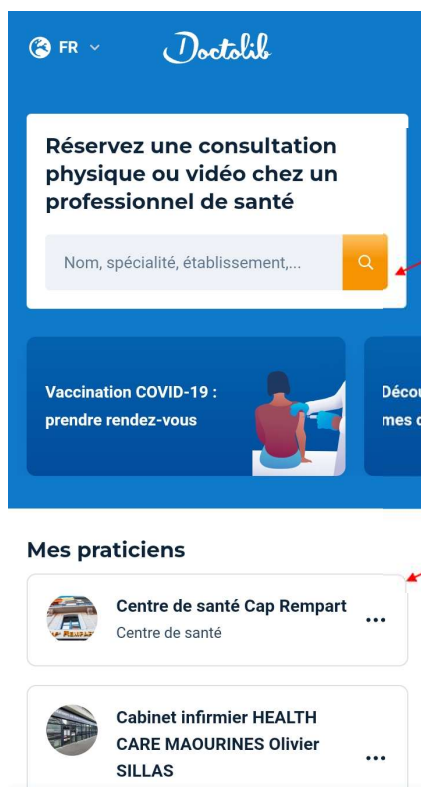 FR
Doctolib
Réservez une consultation
physique ou vidéo chez un
professionnel de santé
Nom, spécialité, établissement,...
Vaccination COVID-19 :
prendre rendez-vous
Décou
mes
Mes praticiens
Centre de santé Cap Rempart
Centre de santé
Cabinet infirmier HEALTH
CARE MAOURINES Olivier
SILLAS